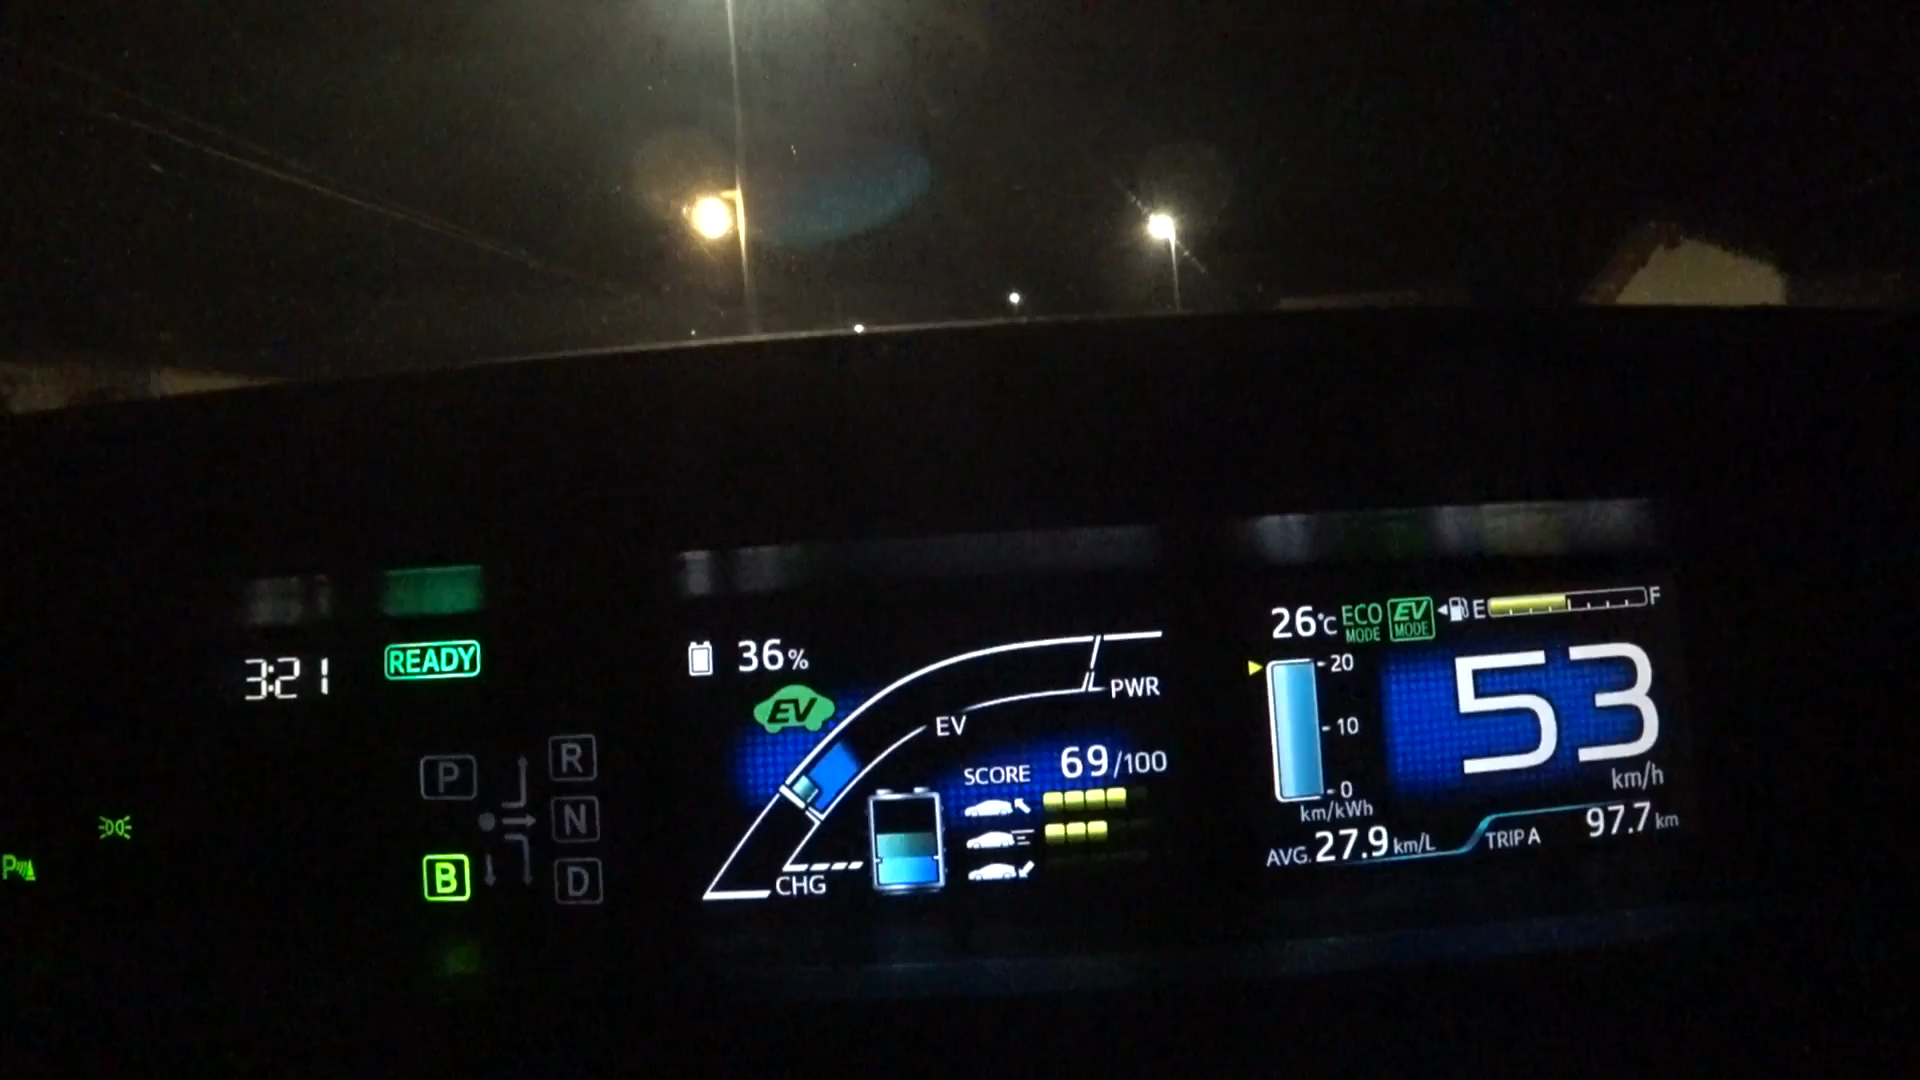 3:21
READY
P
R
N
B
D
P
36%
EV
EV
PWR
CHG
SCORE 69/100
26°C
ECO
MODE
EV
MODE
E
F
20
10
0
km/kWh
53
km/h
AVG. 27.9 km/L
TRIP A 97.7 km